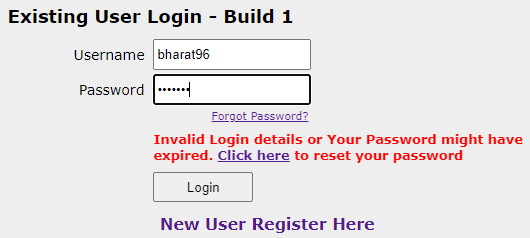 Existing User Login - Build 1
Username bharat96
Password •••••••
Forgot Password?
Invalid Login details or Your Password might have
expired. Click here to reset your password
Login
New User Register Here